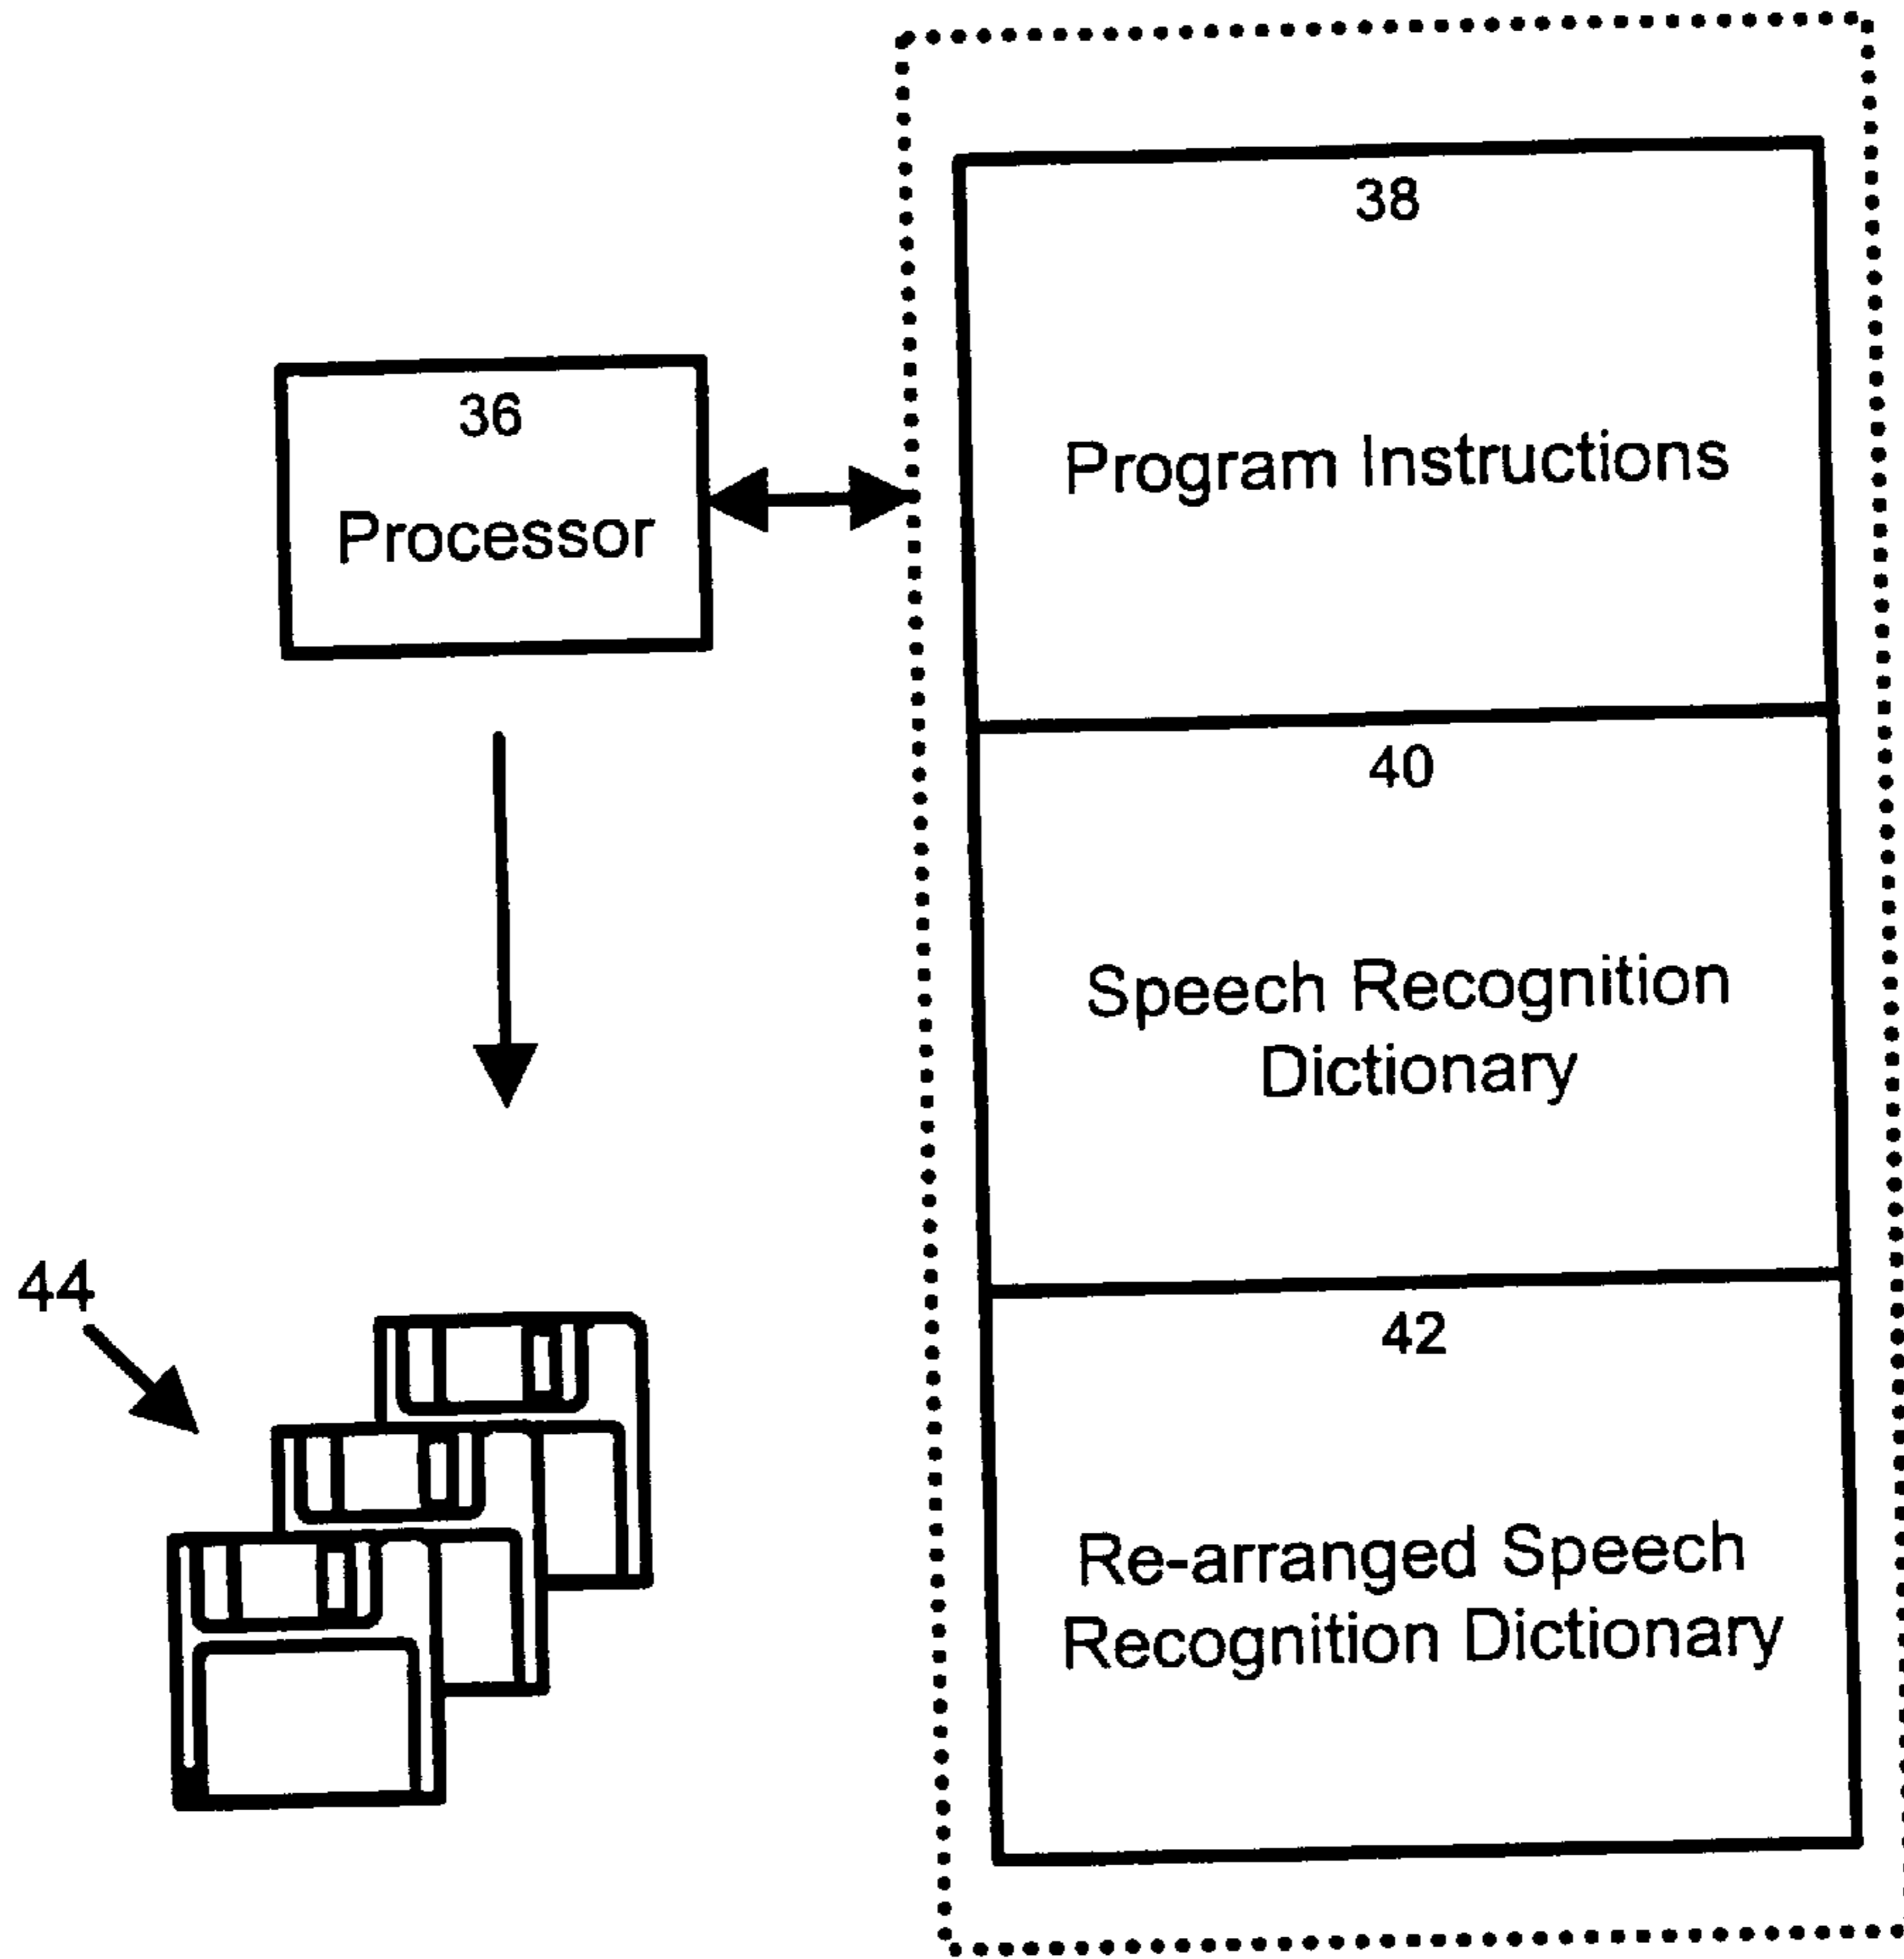 38
Program Instructions
36
Processor
40
Speech Recognition
Dictionary
44
42
Re-arranged Speech
Recognition Dictionary